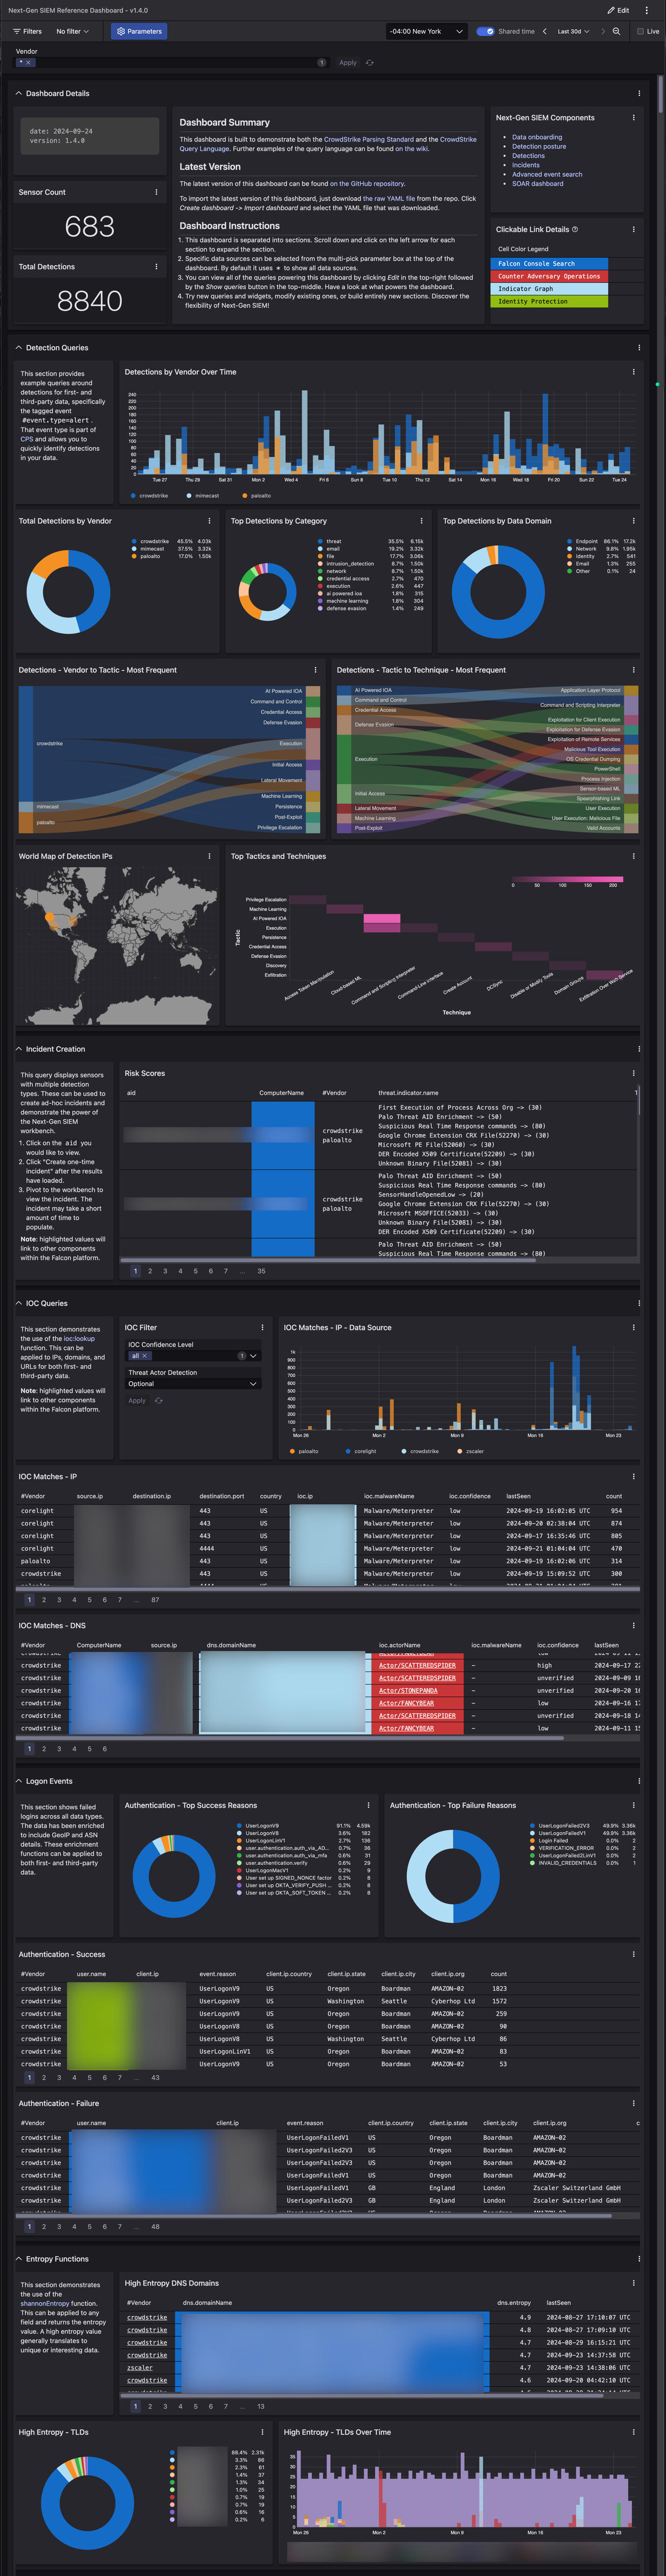 Next-Gen SIEM Reference Dashboard - v1.4.0
Edit
Filters
No filter
Parameters
-04:00 New York
Shared time
Last 30d
Live
Vendor
*
1
Apply
Dashboard Details
date: 2024-09-24
version: 1.4.0
Sensor Count
683
Total Detections
8840
Dashboard Summary
This dashboard is built to demonstrate both the CrowdStrike Parsing Standard and the CrowdStrike
Query Language. Further examples of the query language can be found on the wiki.
Latest Version
The latest version of this dashboard can be found on the GitHub repository.
To import the latest version of this dashboard, just download the raw YAML file from the repo. Click
Create dashboard -> Import dashboard and select the YAML file that was downloaded.
Dashboard Instructions
1. This dashboard is separated into sections. Scroll down and click on the left arrow for each
section to expand the section.
2. Specific data sources can be selected from the multi-pick parameter box at the top of the
dashboard. By default it uses * to show all data sources.
3. You can view all of the queries powering this dashboard by clicking Edit in the top-right followed
by the Show queries button in the top-middle. Have a look at what powers the dashboard.
4. Try new queries and widgets, modify existing ones, or build entirely new sections. Discover the
flexibility of Next-Gen SIEM!
Next-Gen SIEM Components
• Data onboarding
• Detection posture
• Detections
• Incidents
• Advanced event search
• SOAR dashboard
Clickable Link Details
Cell Color Legend
Falcon Console Search
Counter Adversary Operations
Indicator Graph
Identity Protection
Detection Queries
This section provides
example queries around
detections for first- and
third-party data, specifically
the tagged event
#event.type=alert .
That event type is part of
CPS and allows you to
quickly identify detections
in your data.
Detections by Vendor Over Time
240
220
200
180
160
140
120
100
80
60
40
20
0
Tue 27 Thu 29 Sat 31 Mon 2 Wed 4 Fri 6 Sun 8 Tue 10 Thu 12 Sat 14 Mon 16 Wed 18 Fri 20 Sun 22 Tue 24
crowdstrike mimecast paloalto
Total Detections by Vendor
crowdstrike 45.5% 4.03k
mimecast 37.5% 3.32k
paloalto 17.0% 1.50k
Top Detections by Category
threat 35.5% 6.15k
email 19.2% 3.32k
file 17.7% 3.06k
intrusion_detection 8.7% 1.50k
network 8.7% 1.50k
credential access 2.7% 470
execution 2.6% 447
ai powered ioa 1.8% 315
machine learning 1.8% 304
defense evasion 1.4% 249
Top Detections by Data Domain
Endpoint 86.1% 17.2k
Network 9.8% 1.95k
Identity 2.7% 541
Email 1.3% 255
Other 0.1% 24
Detections - Vendor to Tactic - Most Frequent
crowdstrike
mimecast
paloalto
AI Powered IOA
Command and Control
Credential Access
Defense Evasion
Execution
Initial Access
Lateral Movement
Machine Learning
Persistence
Post-Exploit
Privilege Escalation
Detections - Tactic to Technique - Most Frequent
AI Powered IOA
Command and Control
Credential Access
Defense Evasion
Execution
Initial Access
Lateral Movement
Machine Learning
Post-Exploit
Application Layer Protocol
Command and Scripting Interpreter
Exploitation for Client Execution
Exploitation for Defense Evasion
Exploitation of Remote Services
Malicious Tool Execution
OS Credential Dumping
PowerShell
Process Injection
Sensor-based ML
Spearphishing Link
User Execution
User Execution: Malicious File
Valid Accounts
World Map of Detection IPs
Top Tactics and Techniques
0 50 100 150 200
Tactic
Privilege Escalation
Machine Learning
AI Powered IOA
Execution
Persistence
Credential Access
Defense Evasion
Discovery
Exfiltration
Access Token Manipulation
Cloud-based ML
Command and Scripting Interpreter
Command-Line Interface
Create Account
DCSync
Disable or Modify Tools
Domain Groups
Exfiltration Over Web Service
Technique
Incident Creation
This query displays sensors
with multiple detection
types. These can be used to
create ad-hoc incidents and
demonstrate the power of
the Next-Gen SIEM
workbench.
1. Click on the aid you
would like to view.
2. Click "Create one-time
incident" after the results
have loaded.
3. Pivot to the workbench to
view the incident. The
incident may take a short
amount of time to
populate.
Note: highlighted values will
link to other components
within the Falcon platform.
Risk Scores
aid ComputerName #Vendor threat.indicator.name
crowdstrike
paloalto
First Execution of Process Across Org -> (30)
Palo Threat AID Enrichment -> (50)
Suspicious Real Time Response commands -> (80)
Google Chrome Extension CRX File(52270) -> (30)
Microsoft PE File(52060) -> (30)
DER Encoded X509 Certificate(52209) -> (30)
Unknown Binary File(52081) -> (30)
crowdstrike
paloalto
Palo Threat AID Enrichment -> (50)
Suspicious Real Time Response commands -> (80)
SensorHandleOpenedLow -> (20)
Google Chrome Extension CRX File(52270) -> (30)
Microsoft MSOFFICE(52033) -> (30)
Unknown Binary File(52081) -> (30)
DER Encoded X509 Certificate(52209) -> (30)
Palo Threat AID Enrichment -> (50)
Suspicious Real Time Response commands -> (80)
1 2 3 4 5 6 7 ... 35
IOC Queries
This section demonstrates
the use of the ioc:lookup
function. This can be
applied to IPs, domains, and
URLs for both first- and
third-party data.
Note: highlighted values will
link to other components
within the Falcon platform.
IOC Filter
IOC Confidence Level
all
1
Threat Actor Detection
Optional
Apply
IOC Matches - IP - Data Source
1k
900
800
700
600
500
400
300
200
100
0
Mon 26 Mon 2 Mon 9 Mon 16 Mon 23
paloalto corelight crowdstrike zscaler
IOC Matches - IP
#Vendor source.ip destination.ip destination.port country ioc.ip ioc.malwareName ioc.confidence lastSeen count
corelight 443 US Malware/Meterpreter low 2024-09-19 16:02:05 UTC 954
corelight 443 US Malware/Meterpreter low 2024-09-20 02:38:04 UTC 874
corelight 443 US Malware/Meterpreter low 2024-09-17 16:35:46 UTC 805
corelight 4444 US Malware/Meterpreter low 2024-09-21 01:04:04 UTC 470
paloalto 443 US Malware/Meterpreter low 2024-09-19 16:02:06 UTC 314
crowdstrike 443 US Malware/Meterpreter low 2024-09-19 15:09:52 UTC 300
1 2 3 4 5 6 7 ... 87
IOC Matches - DNS
#Vendor ComputerName source.ip dns.domainName ioc.actorName ioc.malwareName ioc.confidence lastSeen
crowdstrike Actor/SCATTEREDSPIDER – high 2024-09-17 22
crowdstrike Actor/SCATTEREDSPIDER – unverified 2024-09-09 16
crowdstrike Actor/STONEPANDA – unverified 2024-09-20 16
crowdstrike Actor/FANCYBEAR – low 2024-09-16 17
crowdstrike Actor/SCATTEREDSPIDER – unverified 2024-09-18 14
crowdstrike Actor/FANCYBEAR – low 2024-09-11 15
1 2 3 4 5 6
Logon Events
This section shows failed
logins across all data types.
The data has been enriched
to include GeoIP and ASN
details. These enrichment
functions can be applied to
both first- and third-party
data.
Authentication - Top Success Reasons
UserLogonV9 91.1% 4.59k
UserLogonV8 3.6% 182
UserLogonLinV1 2.7% 136
user.authentication.auth_via_AD... 0.7% 36
user.authentication.auth_via_mfa 0.6% 31
user.authentication.verify 0.6% 29
UserLogonMacV1 0.2% 9
User set up SIGNED_NONCE factor 0.2% 8
User set up OKTA_VERIFY_PUSH ... 0.2% 8
User set up OKTA_SOFT_TOKEN ... 0.2% 8
Authentication - Top Failure Reasons
UserLogonFailed2V3 49.9% 3.36k
UserLogonFailedV1 49.9% 3.36k
Login Failed 0.0% 2
VERIFICATION_ERROR 0.0% 2
UserLogonFailed2LinV1 0.0% 2
INVALID_CREDENTIALS 0.0% 1
Authentication - Success
#Vendor user.name client.ip event.reason client.ip.country client.ip.state client.ip.city client.ip.org count
crowdstrike UserLogonV9 US Oregon Boardman AMAZON-02 1823
crowdstrike UserLogonV9 US Washington Seattle Cyberhop Ltd 1572
crowdstrike UserLogonV9 US Oregon Boardman AMAZON-02 259
crowdstrike UserLogonV8 US Oregon Boardman AMAZON-02 90
crowdstrike UserLogonV8 US Washington Seattle Cyberhop Ltd 86
crowdstrike UserLogonLinV1 US Oregon Boardman AMAZON-02 83
crowdstrike UserLogonV9 US Oregon Boardman AMAZON-02 53
1 2 3 4 5 6 7 ... 43
Authentication - Failure
#Vendor user.name client.ip event.reason client.ip.country client.ip.state client.ip.city client.ip.org c
crowdstrike UserLogonFailedV1 US Oregon Boardman AMAZON-02
crowdstrike UserLogonFailed2V3 US Oregon Boardman AMAZON-02
crowdstrike UserLogonFailed2V3 US Oregon Boardman AMAZON-02
crowdstrike UserLogonFailedV1 US Oregon Boardman AMAZON-02
crowdstrike UserLogonFailedV1 GB England London Zscaler Switzerland GmbH
crowdstrike UserLogonFailed2V3 GB England London Zscaler Switzerland GmbH
1 2 3 4 5 6 7 ... 48
Entropy Functions
This section demonstrates
the use of the
shannonEntropy function.
This can be applied to any
field and returns the entropy
value. A high entropy value
generally translates to
unique or interesting data.
High Entropy DNS Domains
#Vendor dns.domainName dns.entropy lastSeen
crowdstrike 4.9 2024-08-27 17:10:07 UTC
crowdstrike 4.8 2024-08-27 17:09:10 UTC
crowdstrike 4.7 2024-08-29 16:15:21 UTC
crowdstrike 4.7 2024-09-23 14:37:58 UTC
zscaler 4.7 2024-09-23 14:38:06 UTC
crowdstrike 4.6 2024-09-20 04:42:10 UTC
1 2 3 4 5 6 7 ... 13
High Entropy - TLDs
88.4% 2.31k
3.3% 86
2.3% 61
1.4% 37
1.3% 34
1.0% 25
0.7% 19
0.7% 19
0.6% 16
0.2% 6
High Entropy - TLDs Over Time
35
30
25
20
15
10
5
0
Mon 26 Mon 2 Mon 9 Mon 16 Mon 23